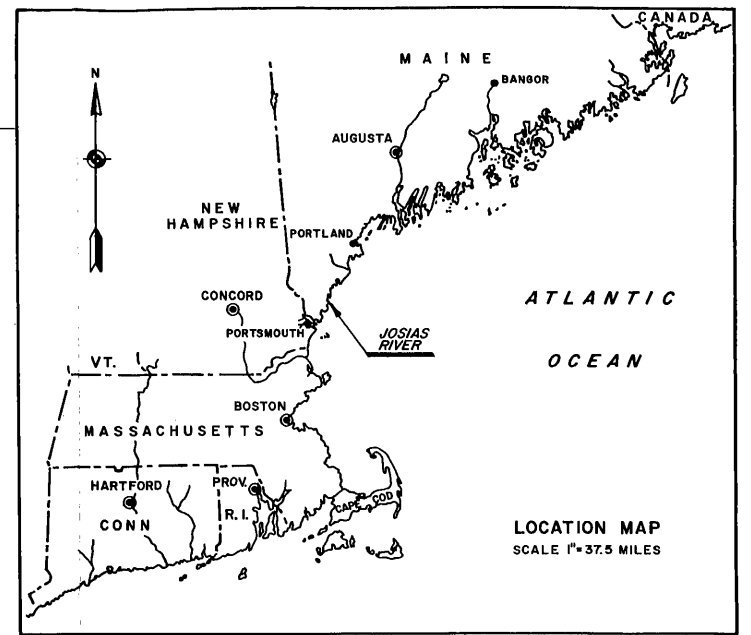 CANADA
MAINE
BANGOR
N
AUGUSTA
NEW
HAMPSHIRE
PORTLAND
CONCORD
ATLANTIC
PORTSMOUTH
JOSIAS
RIVER
OCEAN
VT.
BOSTON
MASSACHUSETTS
HARTFORD
PROV.
CAPE COD
R.I.
CONN
LOCATION MAP
SCALE 1"=37.5 MILES